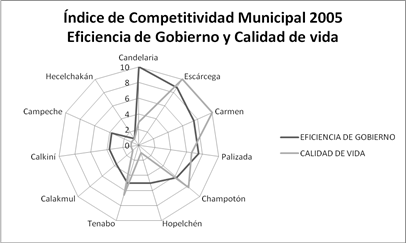 Índice de Competitividad Municipal 2005
Eficiencia de Gobierno y Calidad de vida
Candelaria
Hecelchakán
10
Escárcega
8
Campeche
6
Carmen
4
2
EFICIENCIA DE GOBIERNO
Calkiní
0
Palizada
CALIDAD DE VIDA
Calakmul
Champotón
Tenabo
Hopelchén